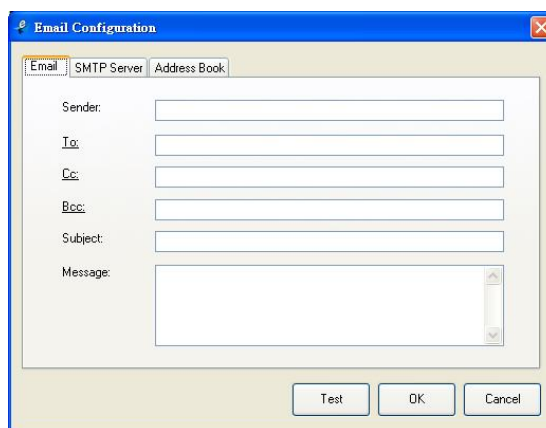 Email Configuration
Email SMTP Server Address Book
Sender:
To:
Cc:
Bcc:
Subject:
Message:
Test OK Cancel